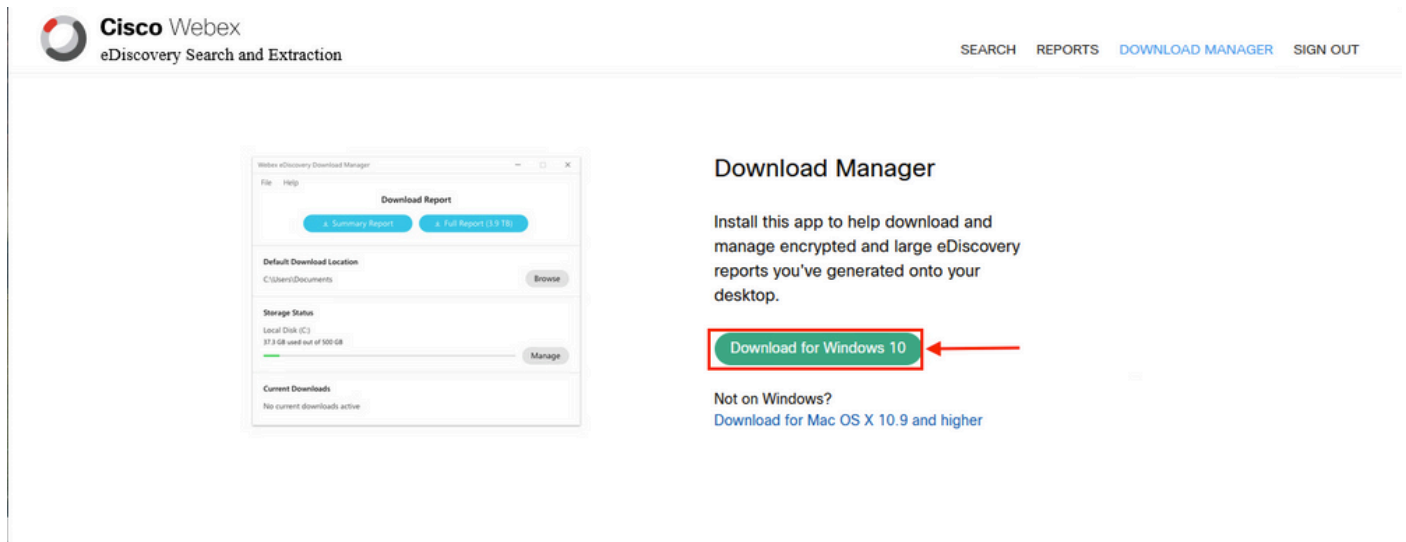 Cisco Webex
eDiscovery Search and Extraction
SEARCH REPORTS DOWNLOAD MANAGER SIGN OUT
Webex eDiscovery Download Manager
File Help
Download Report
Summary Report Full Report (3.9 TB)
Default Download Location
C:\Users\Documents Browse
Storage Status
Local Disk (C:)
37.3 GB used out of 500 GB
Manage
Current Downloads
No current downloads active
Download Manager
Install this app to help download and
manage encrypted and large eDiscovery
reports you've generated onto your
desktop.
Download for Windows 10
Not on Windows?
Download for Mac OS X 10.9 and higher